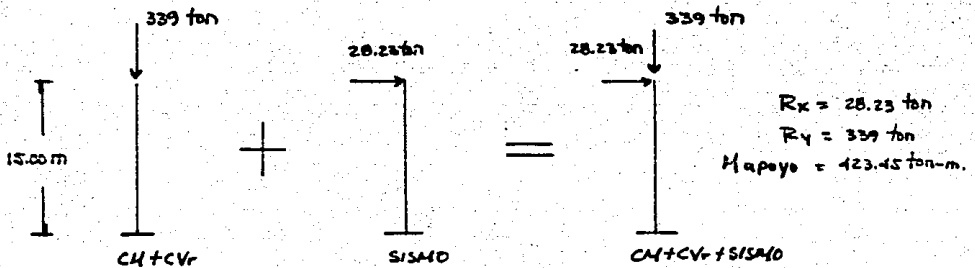 339 ton
339 ton
28.23 ton
28.23 ton
15.00 m
Rx = 28.23 ton
Ry = 339 ton
Mapoyo = 423.45 ton-m.
CM+CVr
SISMO
CM+CVr+SISMO